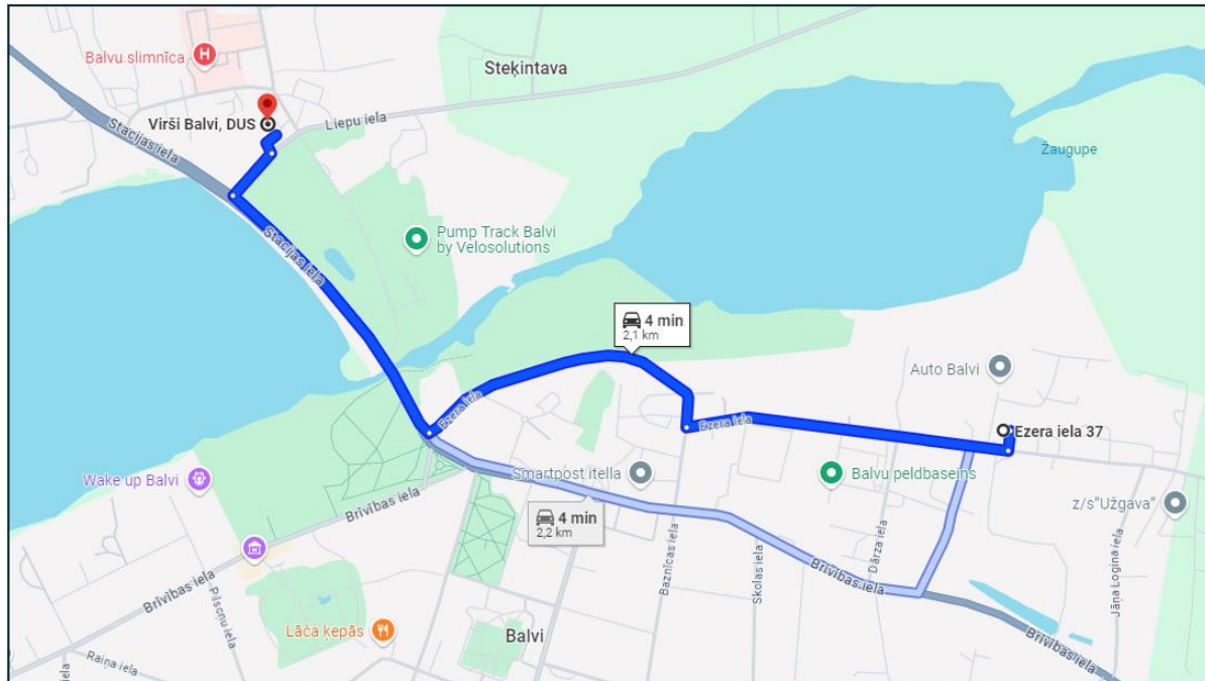 Balvu slimnīca
H
Steķintava
Virši Balvi, DUS
Liepu iela
Stacijas iela
Žaugupe
Pump Track Balvi
by Velosolutions
Stacijas iela
4 min
2,1 km
Auto Balvi
Ezera iela
Ezera iela
Ezera iela 37
Smartpost itella
Balvu peldbaseins
Wake up Balvi
Brīvības iela
4 min
2,2 km
z/s"Užgava"
Baznīcas iela
Skolas iela
Dārza iela
Brīvības iela
Jāņa Logina iela
Brīvības iela
Pilsoņu iela
Lāča ķepās
Balvi
Brīvības iela
Raiņa iela
iela